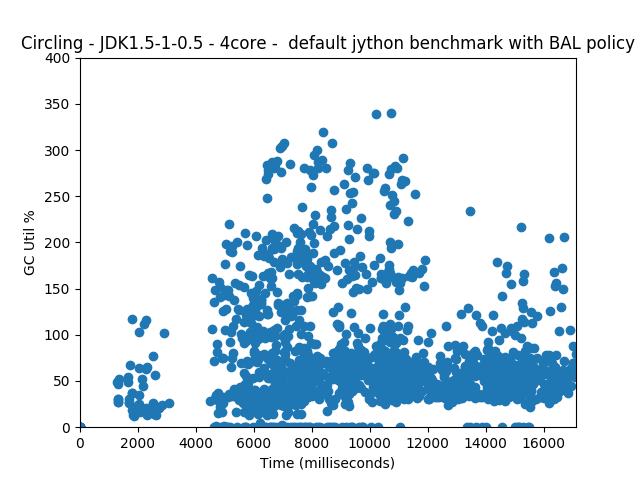 Circling - JDK1.5-1-0.5 - 4core -  default jython benchmark with BAL policy
400
350
300
250
200
150
100
50
0
GC Util %
0 2000 4000 6000 8000 10000 12000 14000 16000
Time (milliseconds)